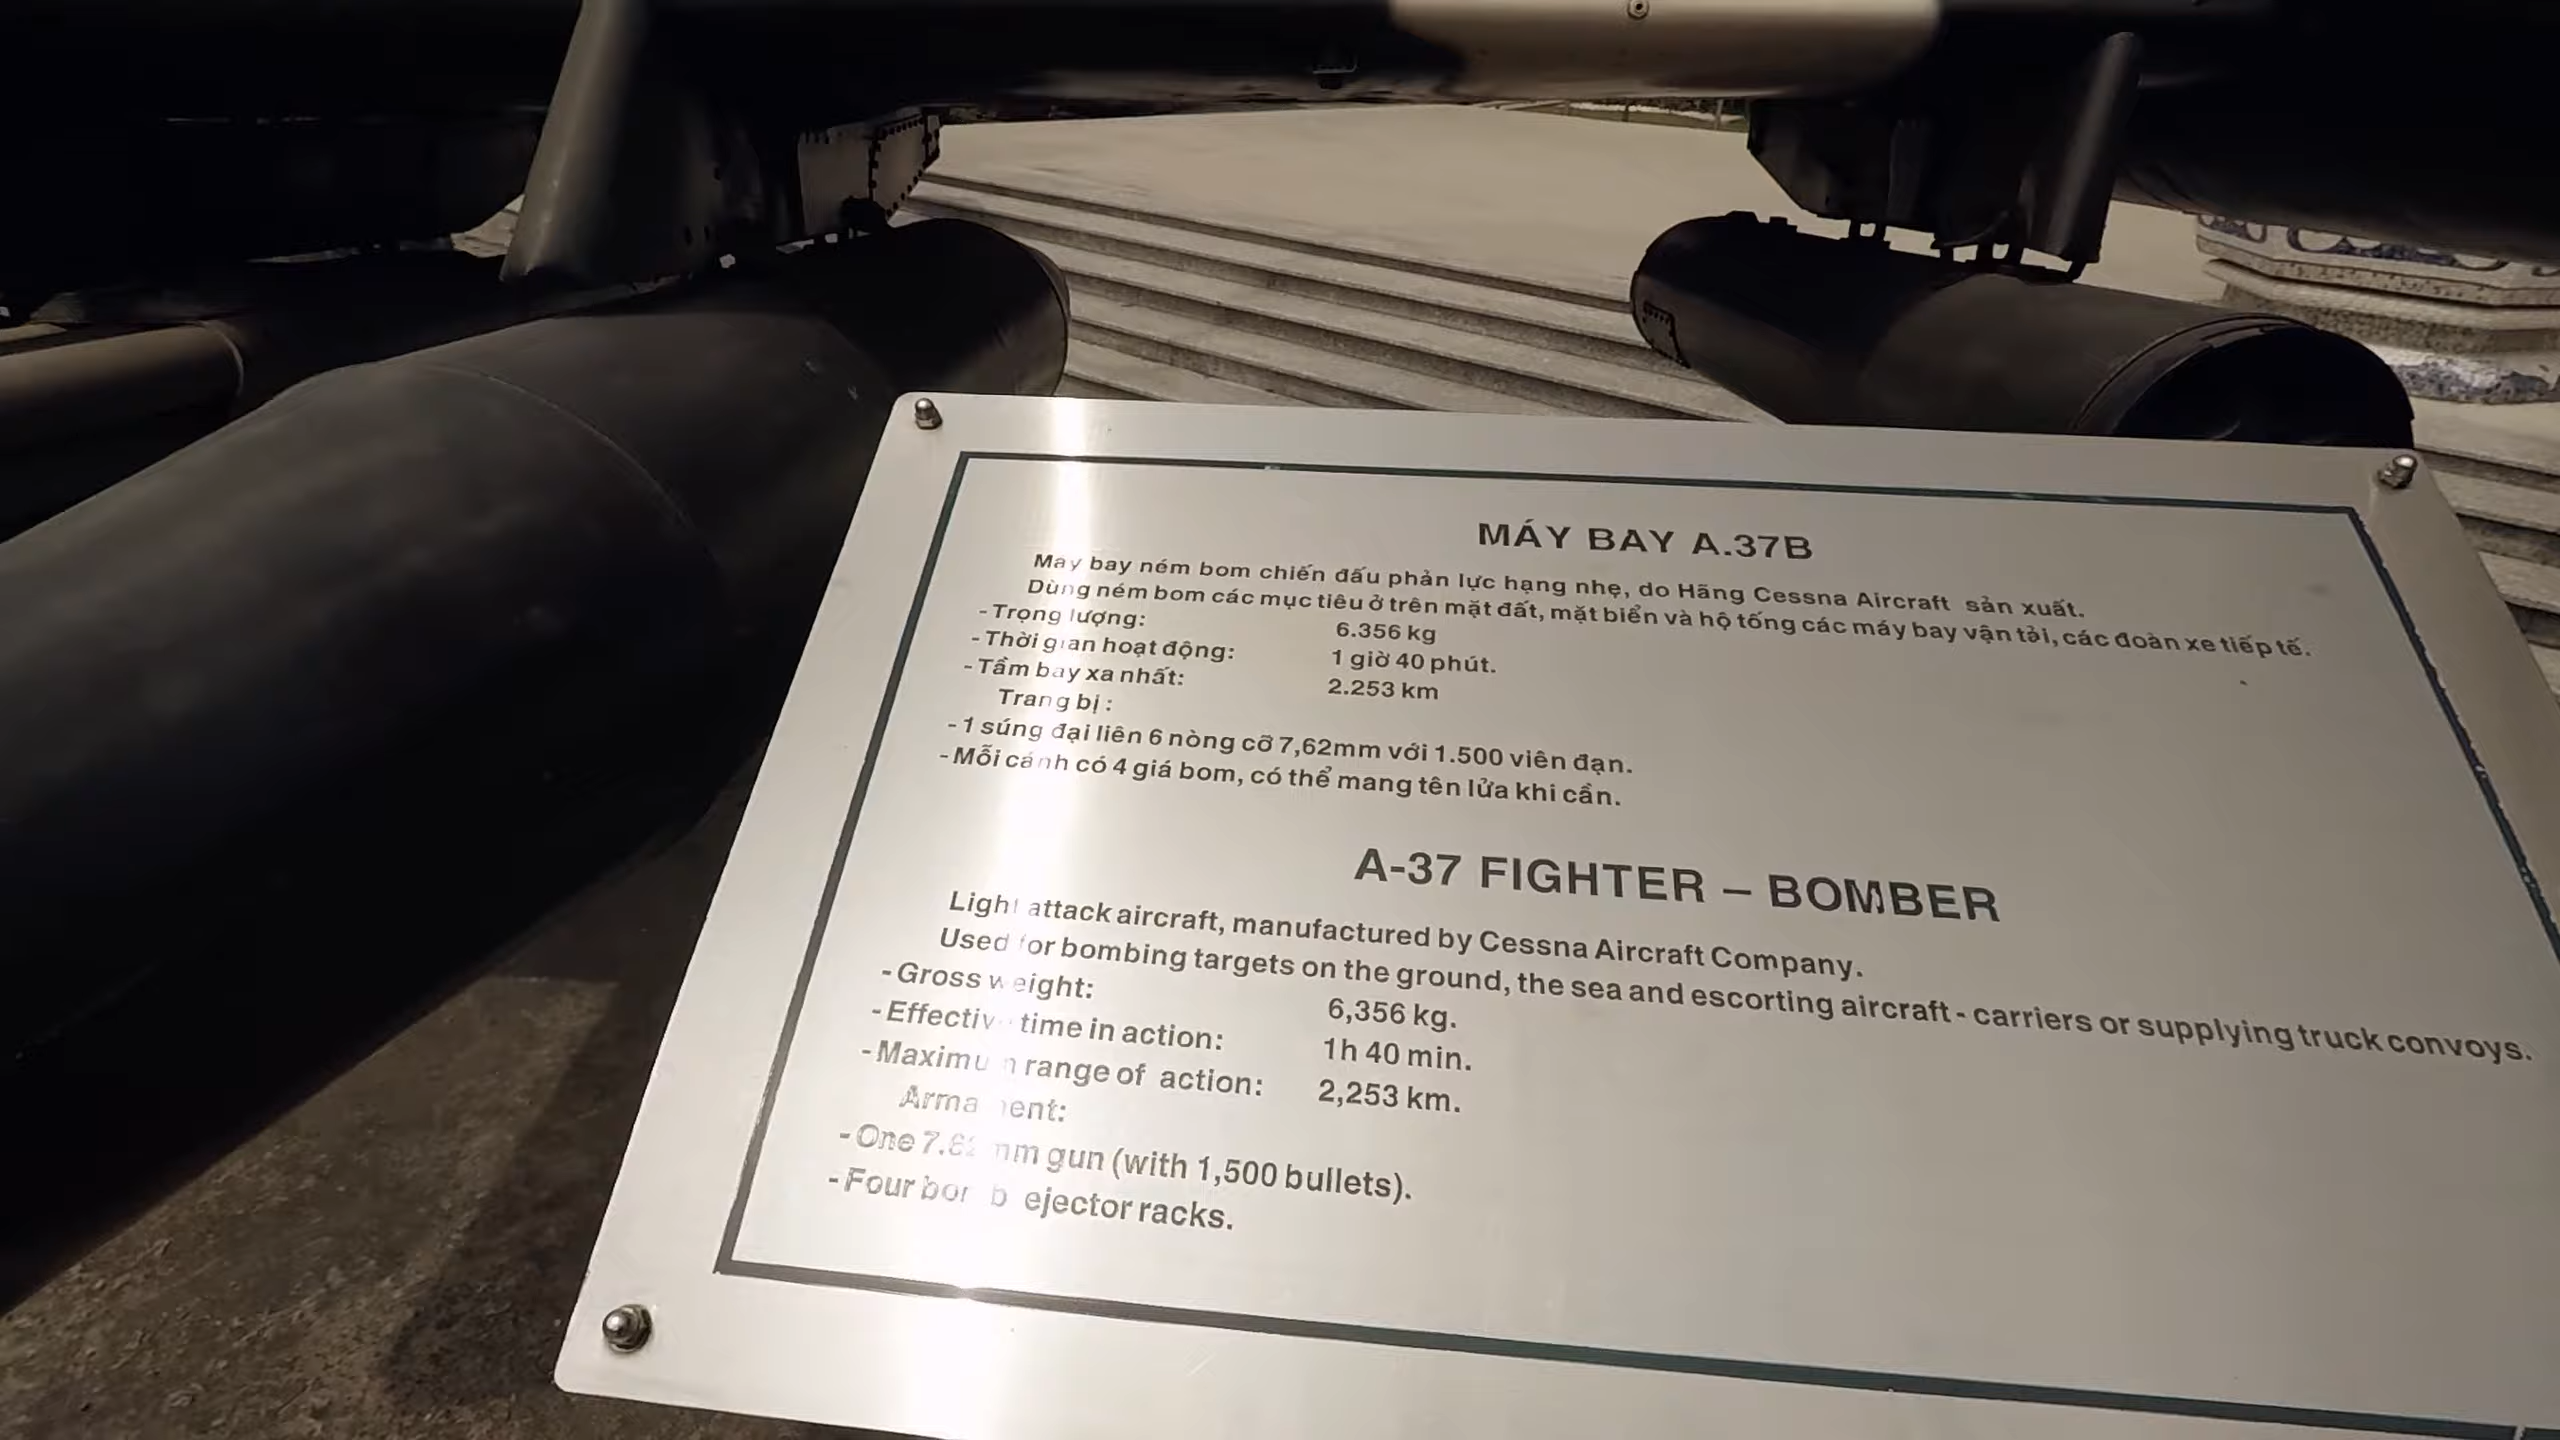 MÁY BAY A.37B
Máy bay ném bom chiến đấu phản lực hạng nhẹ, do Hãng Cessna Aircraft sản xuất.
Dùng ném bom các mục tiêu ở trên mặt đất, mặt biển và hộ tống các máy bay vận tải, các đoàn xe tiếp tế.
- Trọng lượng: 6.356 kg
- Thời gian hoạt động: 1 giờ 40 phút.
- Tầm bay xa nhất: 2.253 km
Trang bị :
- 1 súng đại liên 6 nòng cỡ 7,62mm với 1.500 viên đạn.
- Mỗi cánh có 4 giá bom, có thể mang tên lửa khi cần.
A-37 FIGHTER – BOMBER
Light attack aircraft, manufactured by Cessna Aircraft Company.
Used for bombing targets on the ground, the sea and escorting aircraft - carriers or supplying truck convoys.
- Gross weight: 6,356 kg.
- Effective time in action: 1h 40 min.
- Maximum range of action: 2,253 km.
Armament:
- One 7.62mm gun (with 1,500 bullets).
- Four bomb ejector racks.